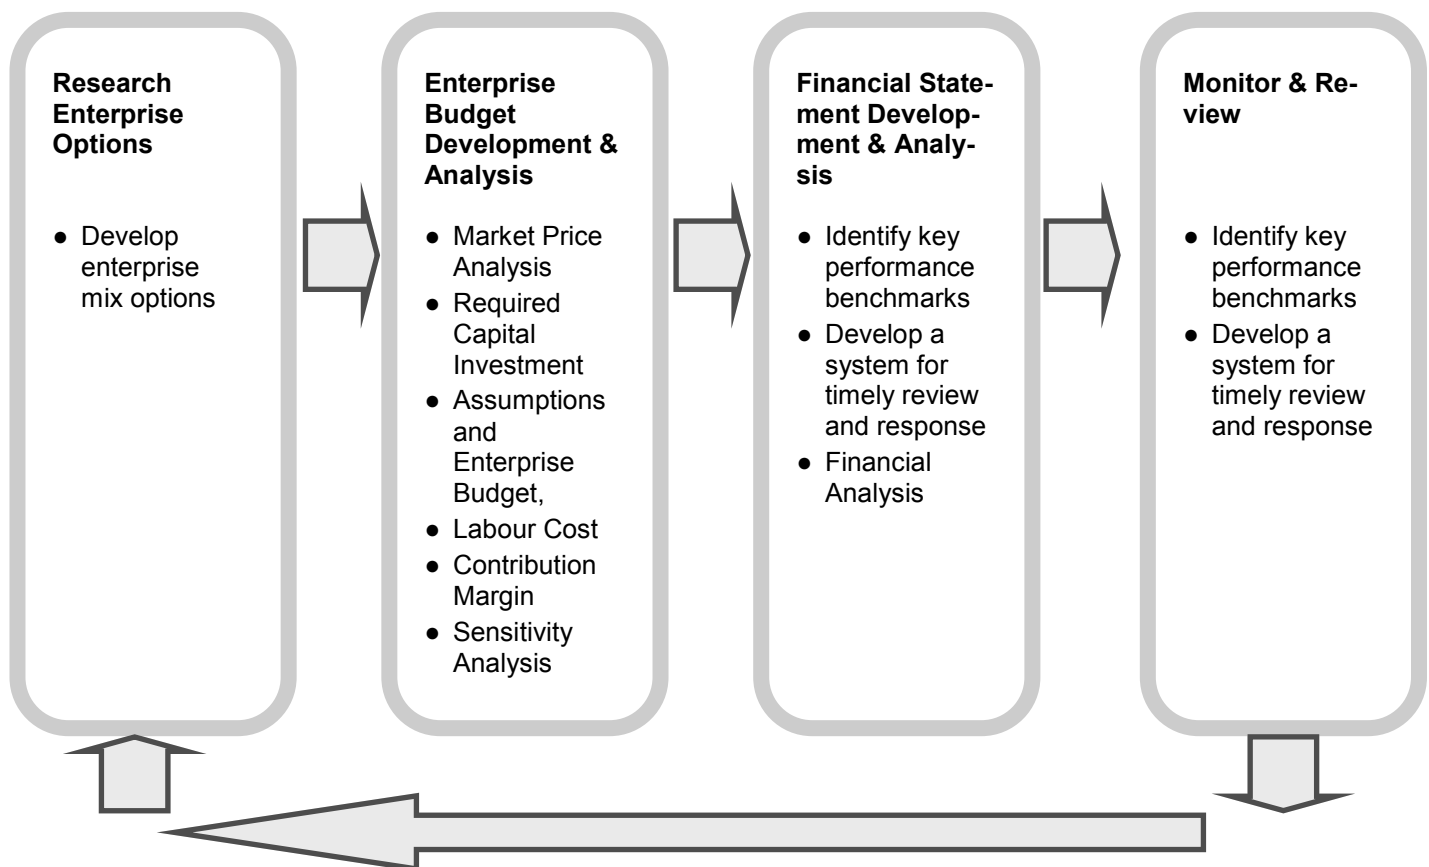 Research
Enterprise
Options
● Develop
enterprise
mix options
Enterprise
Budget
Development &
Analysis
● Market Price
Analysis
● Required
Capital
Investment
● Assumptions
and
Enterprise
Budget,
● Labour Cost
● Contribution
Margin
● Sensitivity
Analysis
Financial State-
ment Develop-
ment & Analy-
sis
● Identify key
performance
benchmarks
● Develop a
system for
timely review
and response
● Financial
Analysis
Monitor & Re-
view
● Identify key
performance
benchmarks
● Develop a
system for
timely review
and response